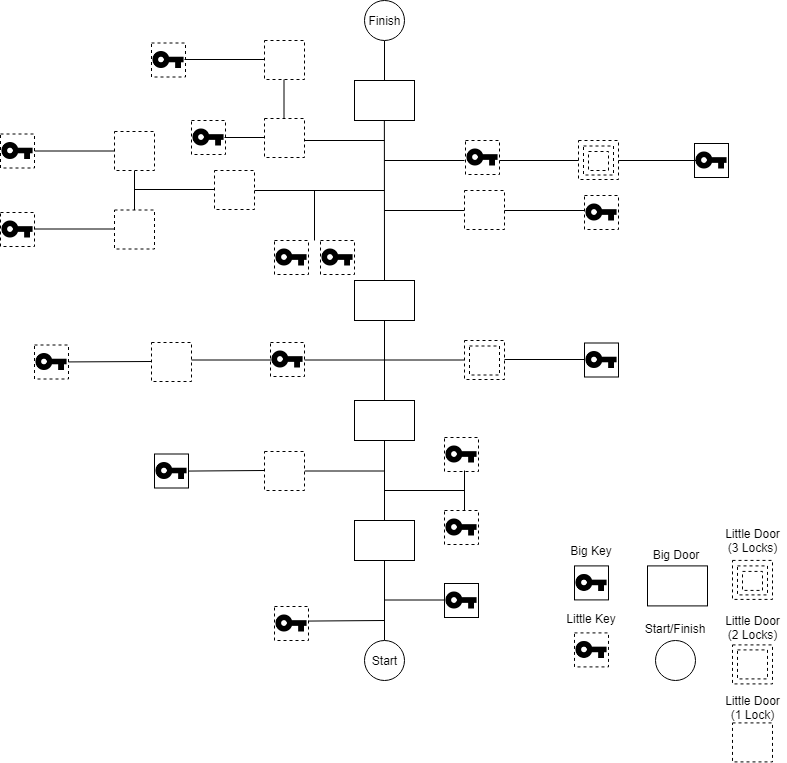 Finish
Big Key
Big Door
Little Door
(3 Locks)
Little Key
Start/Finish
Little Door
(2 Locks)
Start
Little Door
(1 Lock)